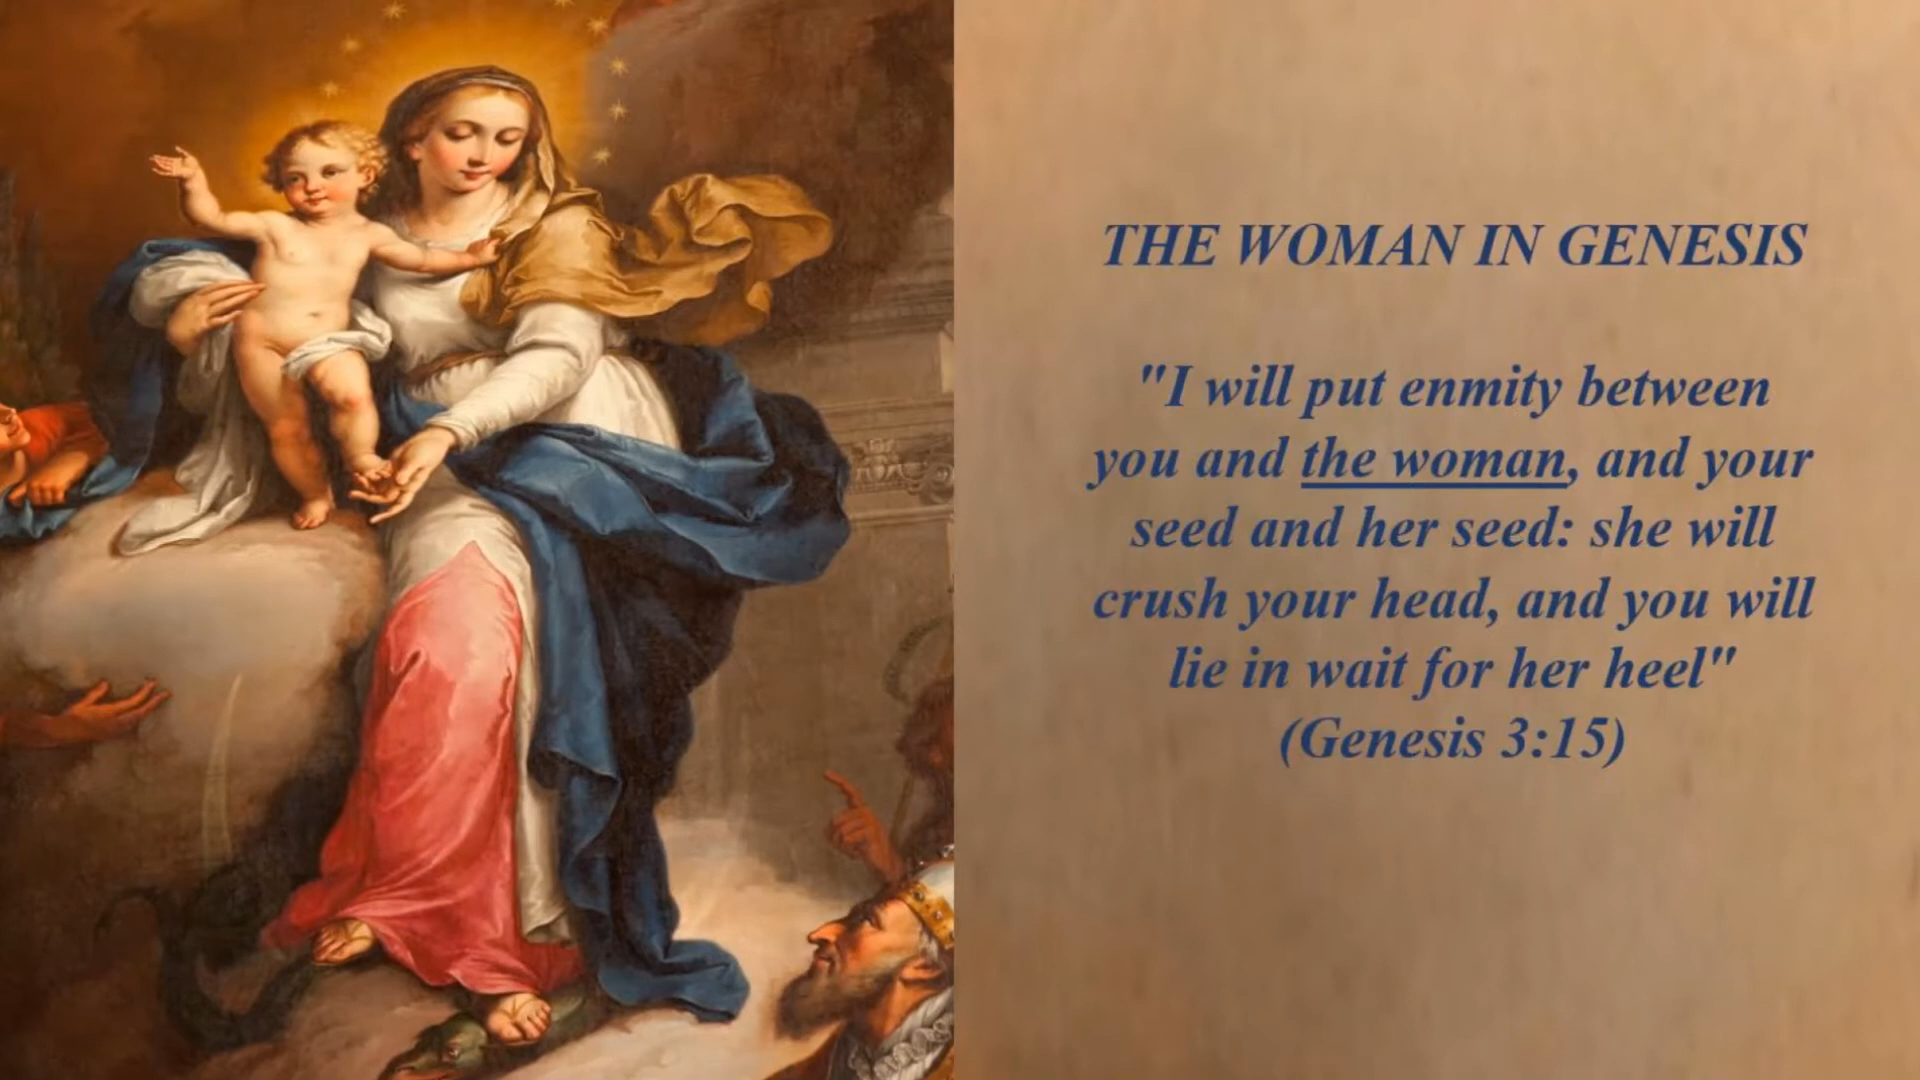 THE WOMAN IN GENESIS
"I will put enmity between
you and the woman, and your
seed and her seed: she will
crush your head, and you will
lie in wait for her heel"
(Genesis 3:15)